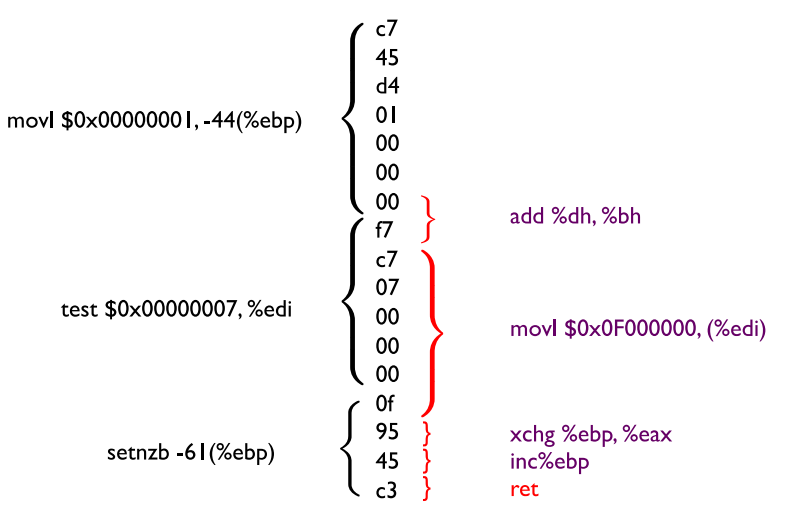 c7
45
d4
movl $0x00000001, -44(%ebp)
01
00
00
00
add %dh, %bh
f7
c7
07
test $0x00000007, %edi
00
movl $0x0F000000, (%edi)
00
00
0f
95
xchg %ebp, %eax
setnzb -61(%ebp)
45
inc%ebp
c3
ret